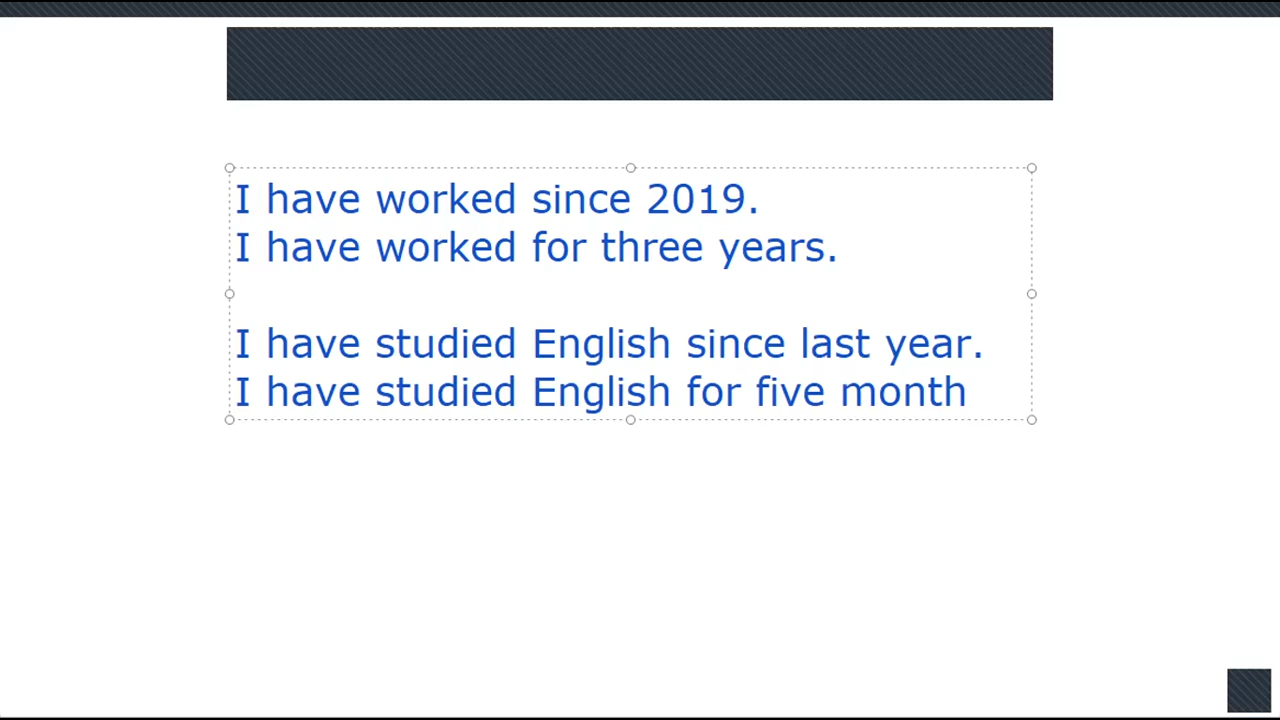 I have worked since 2019.
I have worked for three years.
I have studied English since last year.
I have studied English for five month